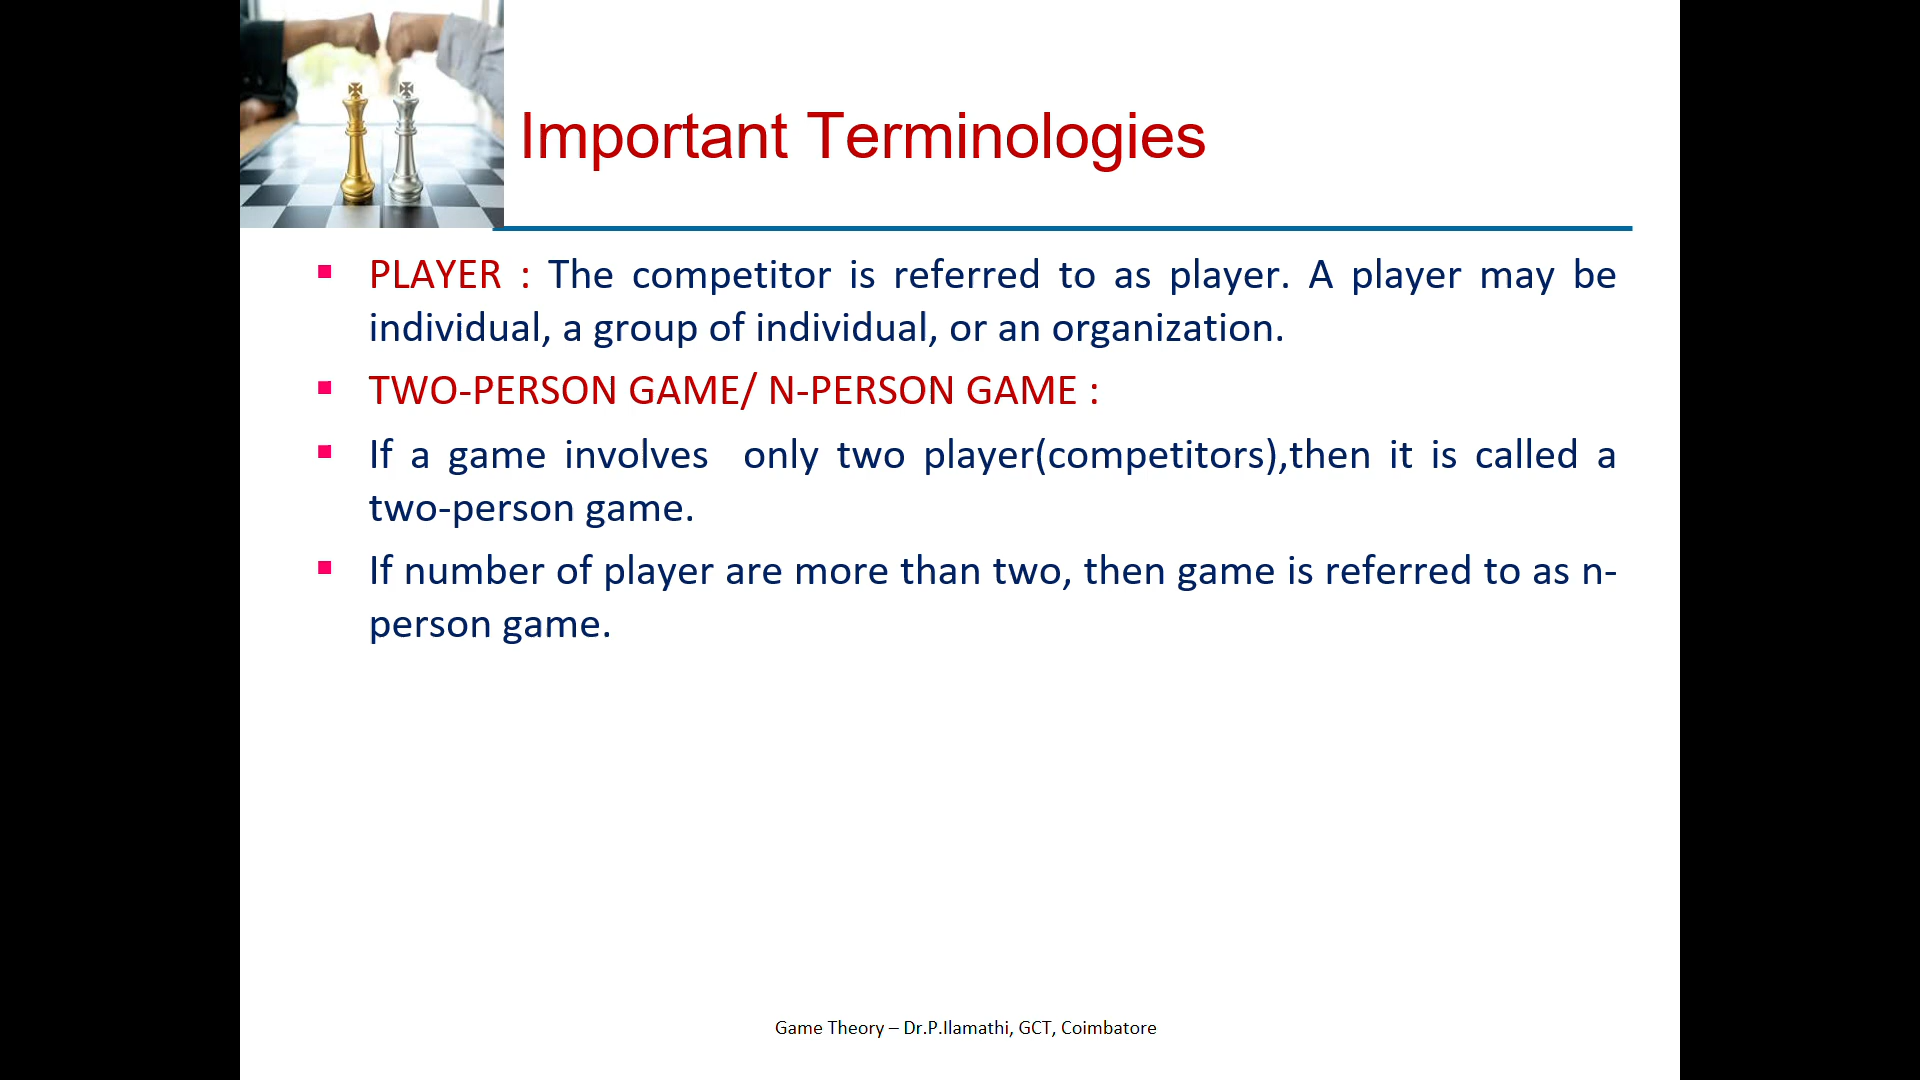 Important Terminologies
PLAYER : The competitor is referred to as player. A player may be
individual, a group of individual, or an organization.
TWO-PERSON GAME/ N-PERSON GAME :
If a game involves  only two player(competitors),then it is called a
two-person game.
If number of player are more than two, then game is referred to as n-
person game.
Game Theory – Dr.P.Ilamathi, GCT, Coimbatore